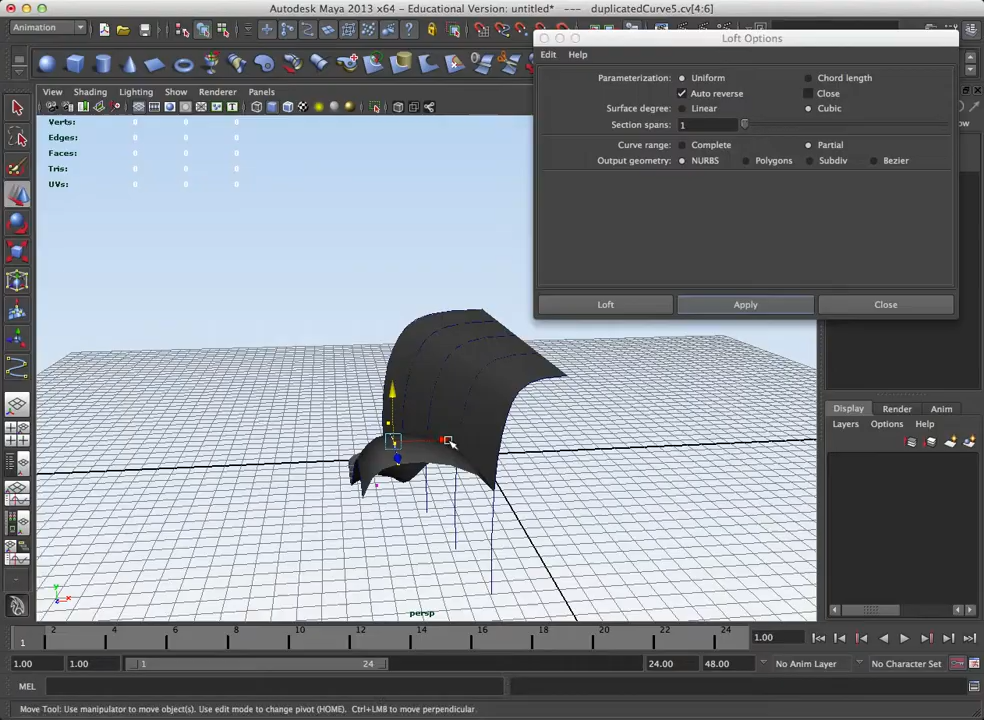 Autodesk Maya 2013 x64 - Educational Version: untitled* --- duplicatedCurve5.cv[4:6]
Animation
Loft Options
Edit Help
Parameterization: Uniform Chord length
Auto reverse Close
Surface degree: Linear Cubic
Section spans: 1
Curve range: Complete Partial
Output geometry: NURBS Polygons Subdiv Bezier
Loft Apply Close
View Shading Lighting Show Renderer Panels
Verts: 0 0 0
Edges: 0 0 0
Faces: 0 0 0
Tris: 0 0 0
UVs: 0 0 0
ow
Display Render Anim
Layers Options Help
y
x
z
persp
1 2 4 6 8 10 12 14 16 18 20 22 24 1.00
1.00 1.00 1 24 24.00 48.00 No Anim Layer No Character Set
MEL
Move Tool: Use manipulator to move object(s). Use edit mode to change pivot (HOME). Ctrl+LMB to move perpendicular.